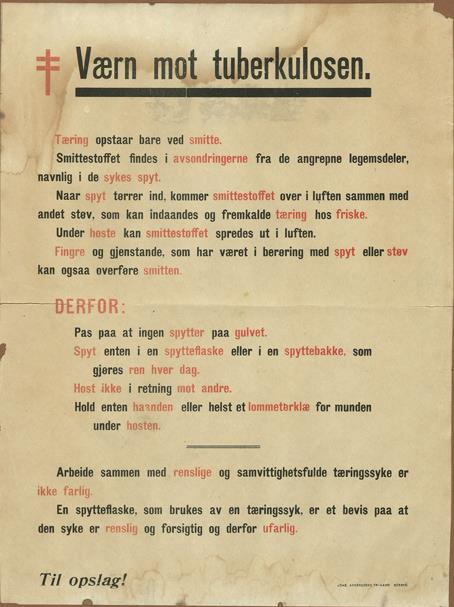 Værn mot tuberkulosen.
Tæring opstaar bare ved smitte.
Smittestoffet findes i avsondringerne fra de angrepne legemsdeler,
navnlig i de sykes spyt.
Naar spyt tørrer ind, kommer smittestoffet over i luften sammen med
andet støv, som kan indaandes og fremkalde tæring hos friske.
Under hoste kan smittestoffet spredes ut i luften.
Fingre og gjenstande, som har været i berøring med spyt eller støv
kan ogsaa overføre smitten.
DERFOR:
Pas paa at ingen spytter paa gulvet.
Spyt enten i en spytteflaske eller i en spyttebakke, som
gjøres ren hver dag.
Host ikke i retning mot andre.
Hold enten haanden eller helst et lommetørklæ for munden
under hosten.
Arbeide sammen med renslige og samvittighetsfulde tæringssyke er
ikke farlig.
En spytteflaske, som brukes av en tæringssyk, er et bevis paa at
den syke er renslig og forsigtig og derfor ufarlig.
Til opslag!